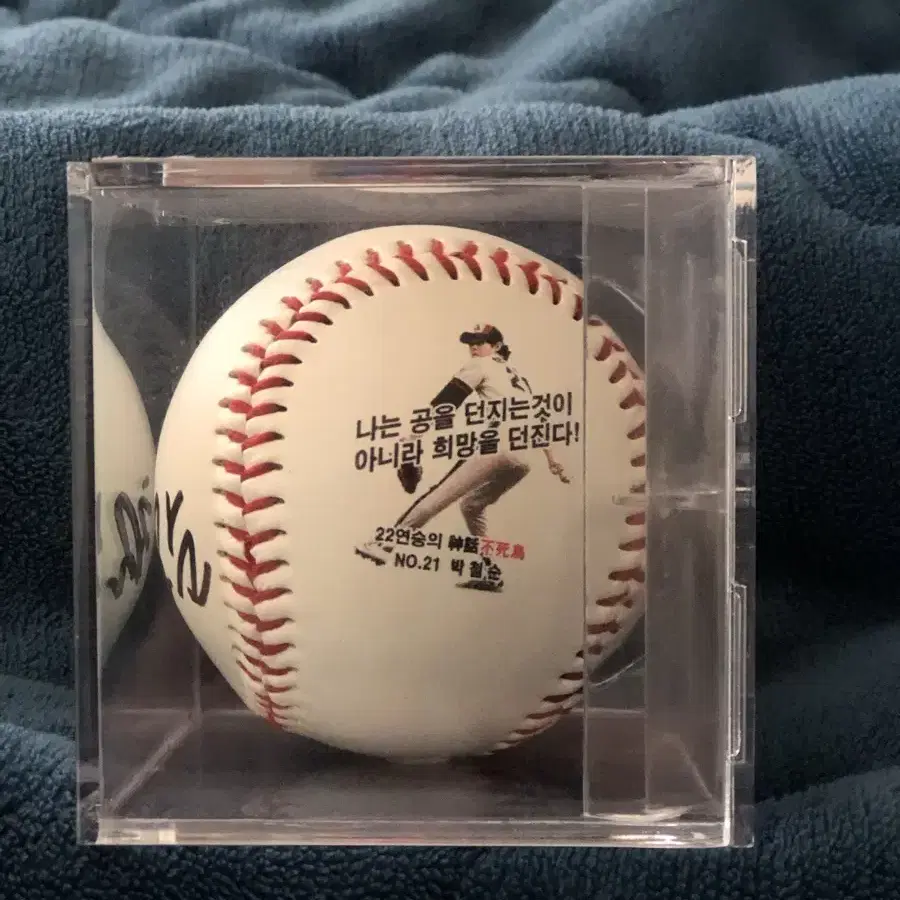 나는 공을 던지는것이
아니라 희망을 던진다!
22연승의 神話不死鳥
NO.21 박철순